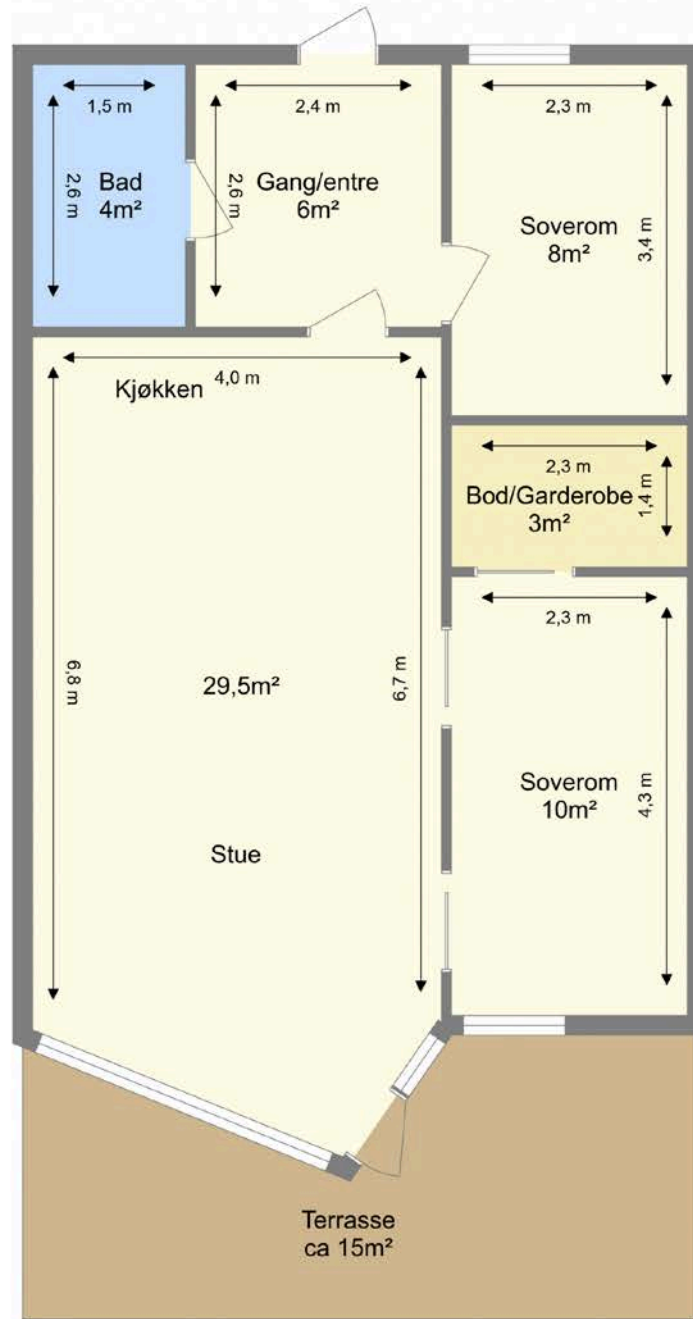 1,5 m
2,6 m
Bad
4m²
2,4 m
2,6 m
Gang/entre
6m²
2,3 m
Soverom
8m²
3,4 m
4,0 m
Kjøkken
2,3 m
Bod/Garderobe
3m²
1,4 m
2,3 m
6,8 m
29,5m²
6,7 m
Soverom
10m²
4,3 m
Stue
Terrasse
ca 15m²